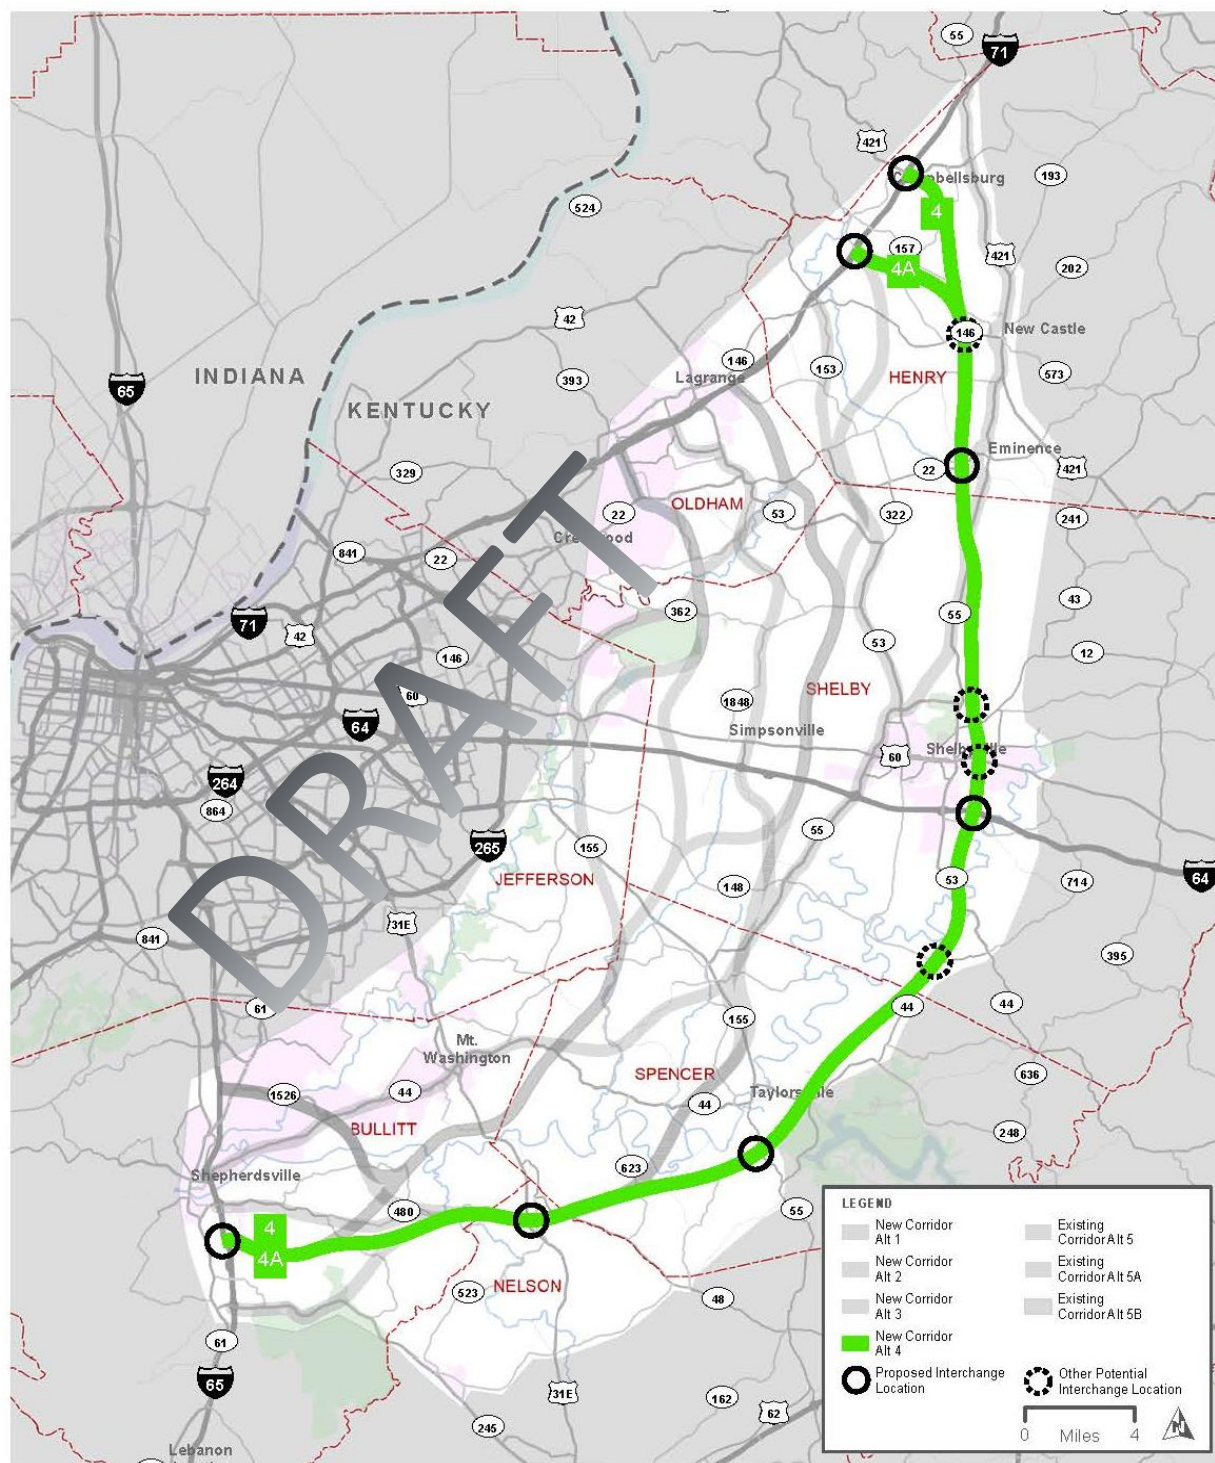 55
71
421
Campbellsburg
193
4
524
157
421
4A
202
42
146
New Castle
INDIANA
65
393
146
Lagrange
153
HENRY
573
KENTUCKY
Eminence
329
22
421
22
OLDHAM
53
322
241
Crestwood
841
22
DRAFT
362
43
71
42
55
53
12
146
60
SHELBY
1848
64
Simpsonville
60
Shelbyville
264
864
265
155
55
64
JEFFERSON
148
53
714
31E
841
395
61
44
44
155
Mt.
Washington
SPENCER
636
1526
44
Taylorsville
44
BULLITT
248
623
Shepherdsville
480
55
4
4A
523
NELSON
48
61
65
31E
162
62
245
Lebanon
LEGEND
New Corridor
Alt 1
New Corridor
Alt 2
New Corridor
Alt 3
New Corridor
Alt 4
Proposed Interchange
Location
Existing
Corridor Alt 5
Existing
Corridor Alt 5A
Existing
Corridor Alt 5B
Other Potential
Interchange Location
0 Miles 4
N